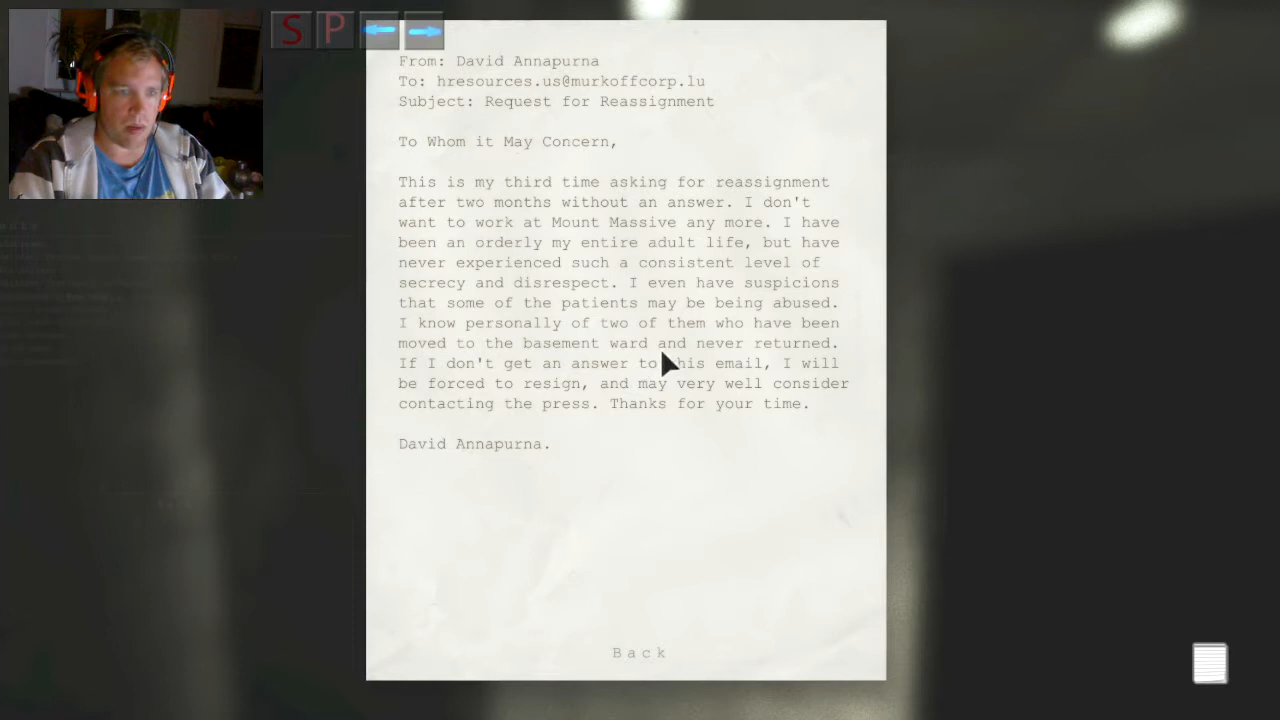 S P
From: David Annapurna
To: hresources.us@murkoffcorp.lu
Subject: Request for Reassignment
To Whom it May Concern,
This is my third time asking for reassignment
after two months without an answer. I don't
want to work at Mount Massive any more. I have
been an orderly my entire adult life, but have
never experienced such a consistent level of
secrecy and disrespect. I even have suspicions
that some of the patients may be being abused.
I know personally of two of them who have been
moved to the basement ward and never returned.
If I don't get an answer to this email, I will
be forced to resign, and may very well consider
contacting the press. Thanks for your time.
David Annapurna.
Back